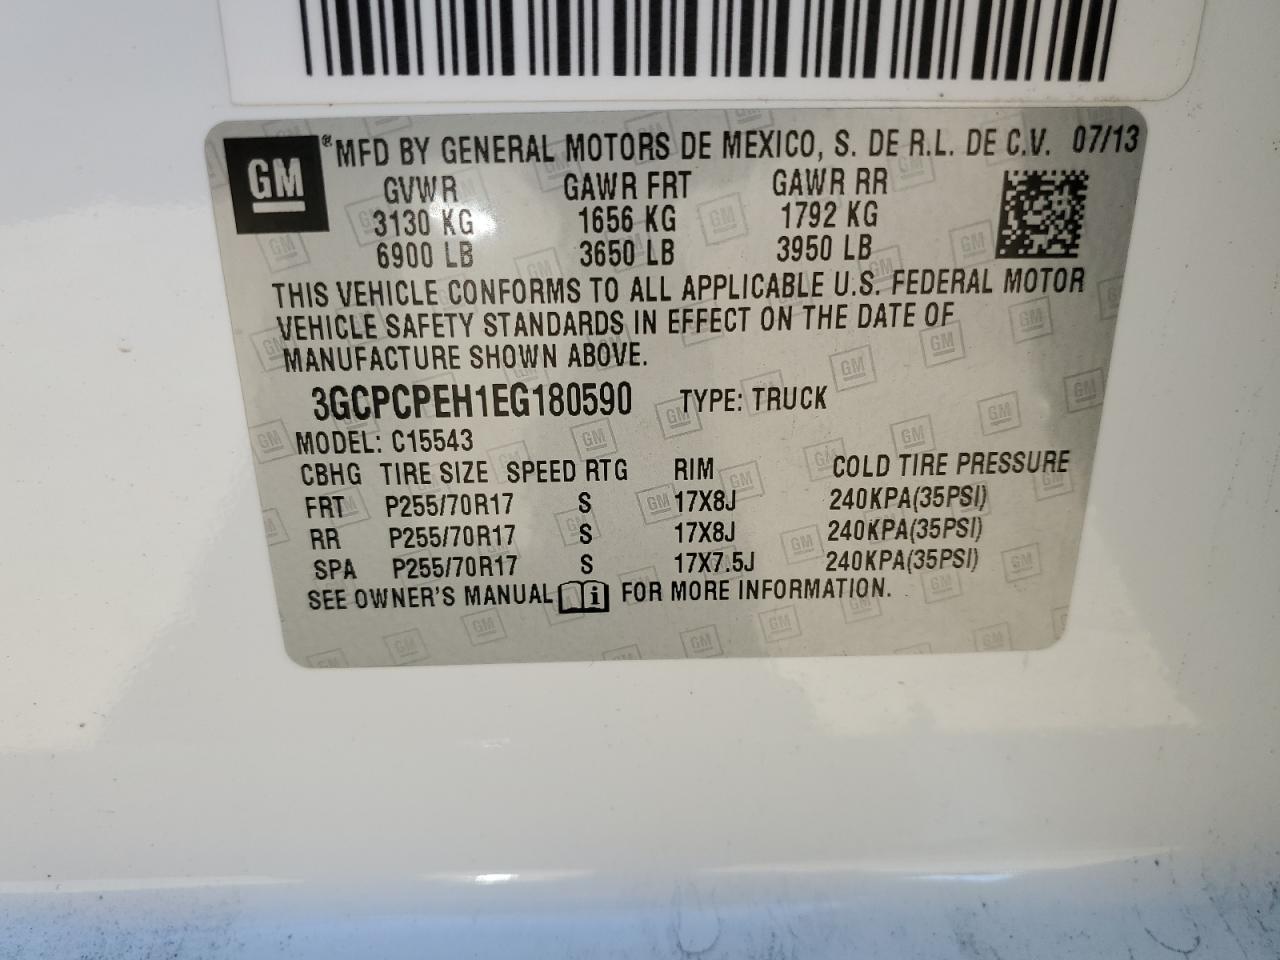 GM ® MFD BY GENERAL MOTORS DE MEXICO, S. DE R.L. DE C.V. 07/13
GVWR GAWR FRT GAWR RR
3130 KG 1656 KG 1792 KG
6900 LB 3650 LB 3950 LB
THIS VEHICLE CONFORMS TO ALL APPLICABLE U.S. FEDERAL MOTOR
VEHICLE SAFETY STANDARDS IN EFFECT ON THE DATE OF
MANUFACTURE SHOWN ABOVE.
3GCPCPEH1EG180590 TYPE: TRUCK
MODEL: C15543
CBHG TIRE SIZE SPEED RTG RIM COLD TIRE PRESSURE
FRT P255/70R17 S 17X8J 240KPA(35PSI)
RR P255/70R17 S 17X8J 240KPA(35PSI)
SPA P255/70R17 S 17X7.5J 240KPA(35PSI)
SEE OWNER'S MANUAL i FOR MORE INFORMATION.